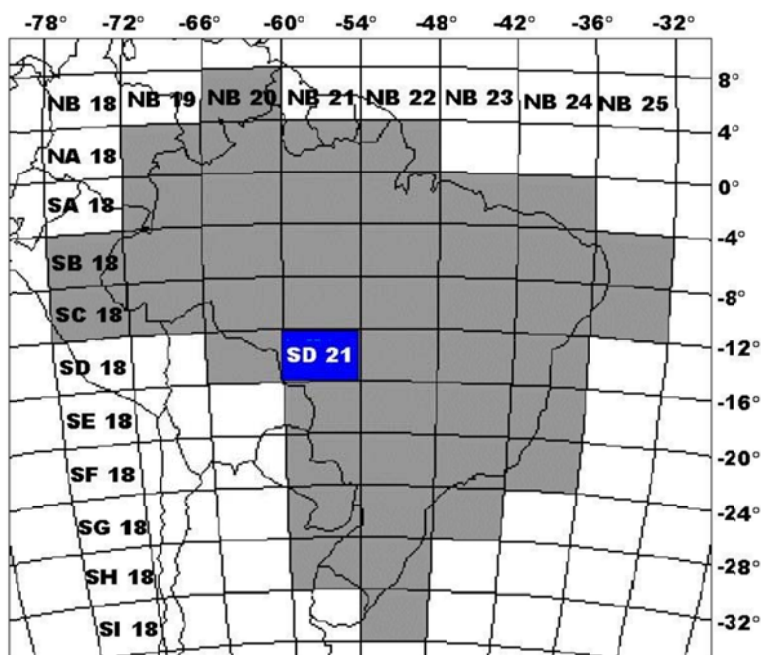 -78° -72° -66° -60° -54° -48° -42° -36° -32°
8°
NB 18 NB 19 NB 20 NB 21 NB 22 NB 23 NB 24 NB 25
4°
NA 18
0°
SA 18
-4°
SB 18
-8°
SC 18
-12°
SD 21
SD 18
-16°
SE 18
-20°
SF 18
-24°
SG 18
-28°
SH 18
-32°
SI 18